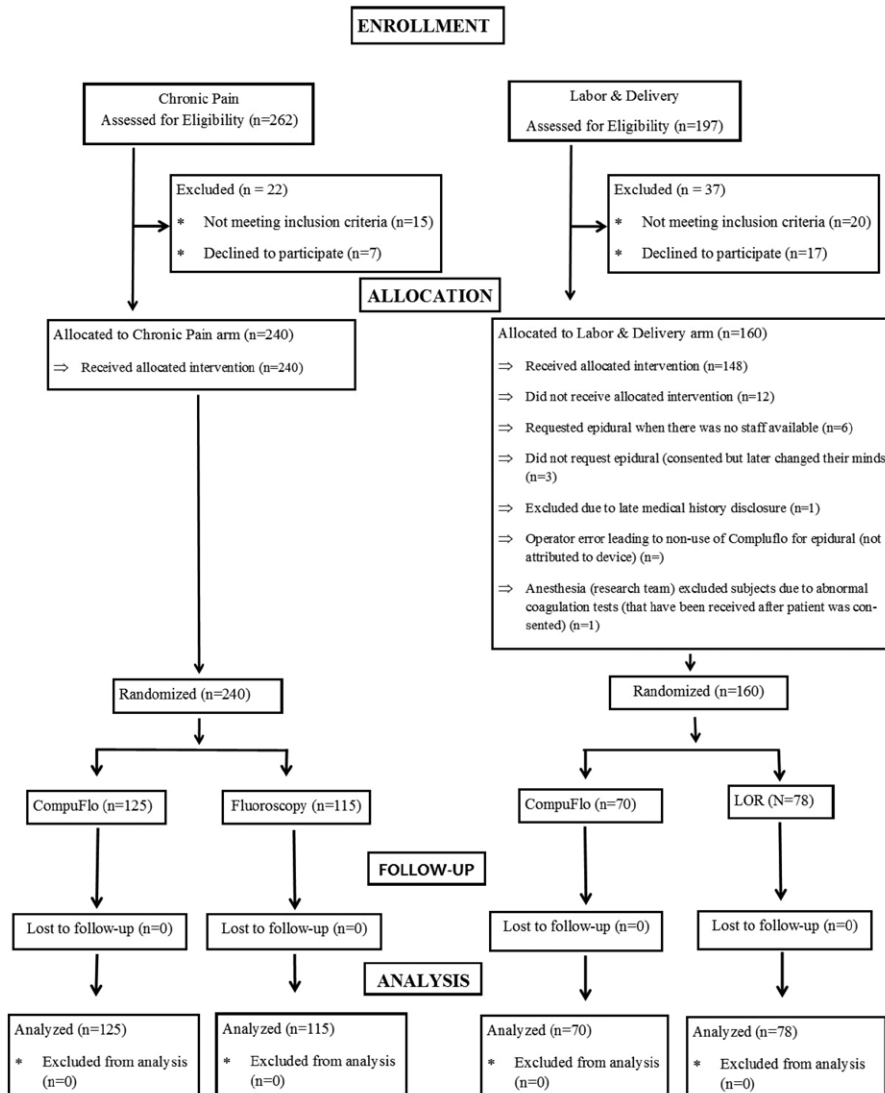 ENROLLMENT
Chronic Pain
Assessed for Eligibility (n=262)
Labor & Delivery
Assessed for Eligibility (n=197)
Excluded (n = 22)
* Not meeting inclusion criteria (n=15)
* Declined to participate (n=7)
Excluded (n = 37)
* Not meeting inclusion criteria (n=20)
* Declined to participate (n=17)
ALLOCATION
Allocated to Chronic Pain arm (n=240)
⇒ Received allocated intervention (n=240)
Allocated to Labor & Delivery arm (n=160)
⇒ Received allocated intervention (n=148)
⇒ Did not receive allocated intervention (n=12)
⇒ Requested epidural when there was no staff available (n=6)
⇒ Did not request epidural (consented but later changed their minds
(n=3)
⇒ Excluded due to late medical history disclosure (n=1)
⇒ Operator error leading to non-use of Compluflo for epidural (not
attributed to device) (n=)
⇒ Anesthesia (research team) excluded subjects due to abnormal
coagulation tests (that have been received after patient was con-
sented) (n=1)
Randomized (n=240)
Randomized (n=160)
CompuFlo (n=125)
Fluoroscopy (n=115)
CompuFlo (n=70)
LOR (N=78)
FOLLOW-UP
Lost to follow-up (n=0)
Lost to follow-up (n=0)
Lost to follow-up (n=0)
Lost to follow-up (n=0)
ANALYSIS
Analyzed (n=125)
* Excluded from analysis
(n=0)
Analyzed (n=115)
* Excluded from analysis
(n=0)
Analyzed (n=70)
* Excluded from analysis
(n=0)
Analyzed (n=78)
* Excluded from analysis
(n=0)